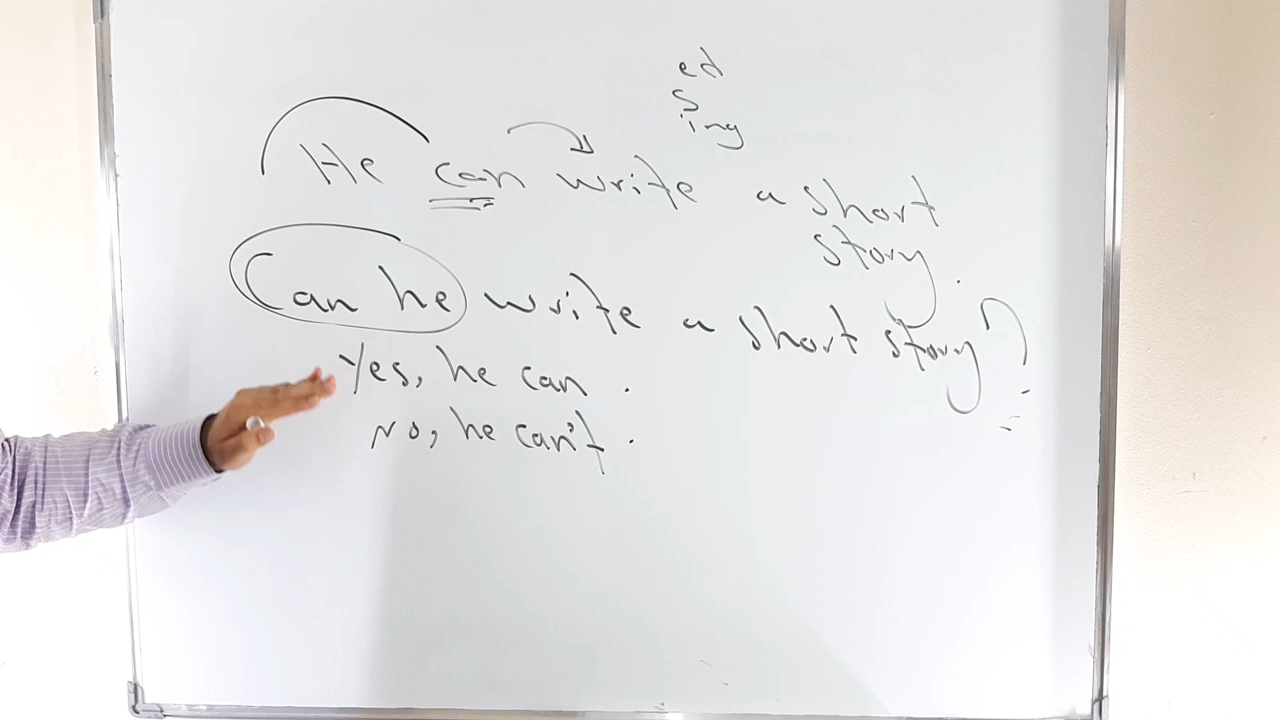 ed
s
ing
He can write a short
story.
Can he write a short story?
Yes, he can.
No, he can't.